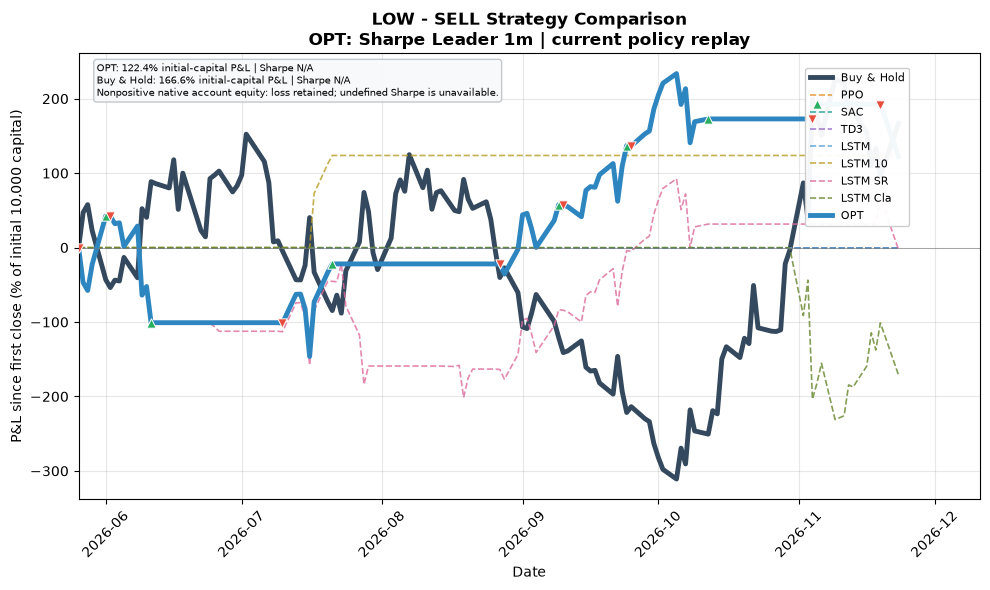 LOW - SELL Strategy Comparison
OPT: Sharpe Leader 1m | current policy replay
OPT: 122.4% initial-capital P&L | Sharpe N/A
Buy & Hold: 166.6% initial-capital P&L | Sharpe N/A
Nonpositive native account equity: loss retained; undefined Sharpe is unavailable.
Buy & Hold
PPO
SAC
TD3
LSTM
LSTM 10
LSTM SR
LSTM Cla
OPT
P&L since first close (% of initial 10,000 capital)
200
100
0
−100
−200
−300
2026-06
2026-07
2026-08
2026-09
2026-10
2026-11
2026-12
Date